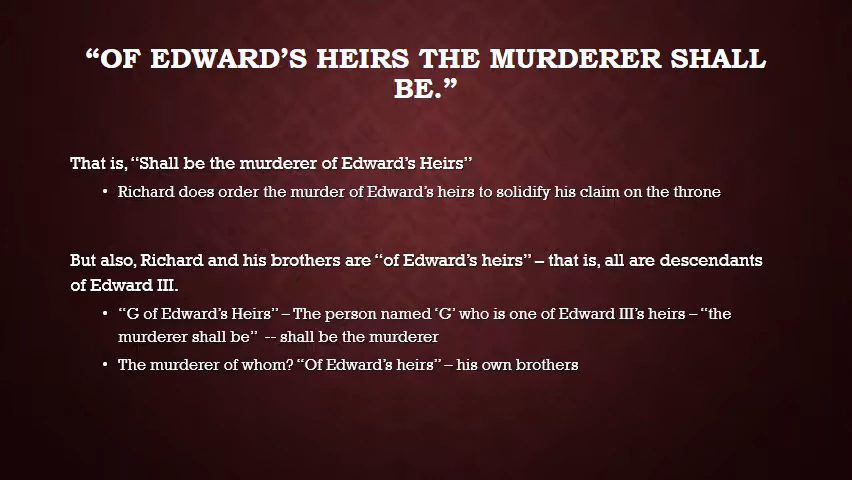 “OF EDWARD’S HEIRS THE MURDERER SHALL
BE.”
That is, “Shall be the murderer of Edward’s Heirs”
• Richard does order the murder of Edward’s heirs to solidify his claim on the throne
But also, Richard and his brothers are “of Edward’s heirs” – that is, all are descendants
of Edward III.
• “G of Edward’s Heirs” – The person named ‘G’ who is one of Edward III’s heirs – “the
murderer shall be” -- shall be the murderer
• The murderer of whom? “Of Edward’s heirs” – his own brothers